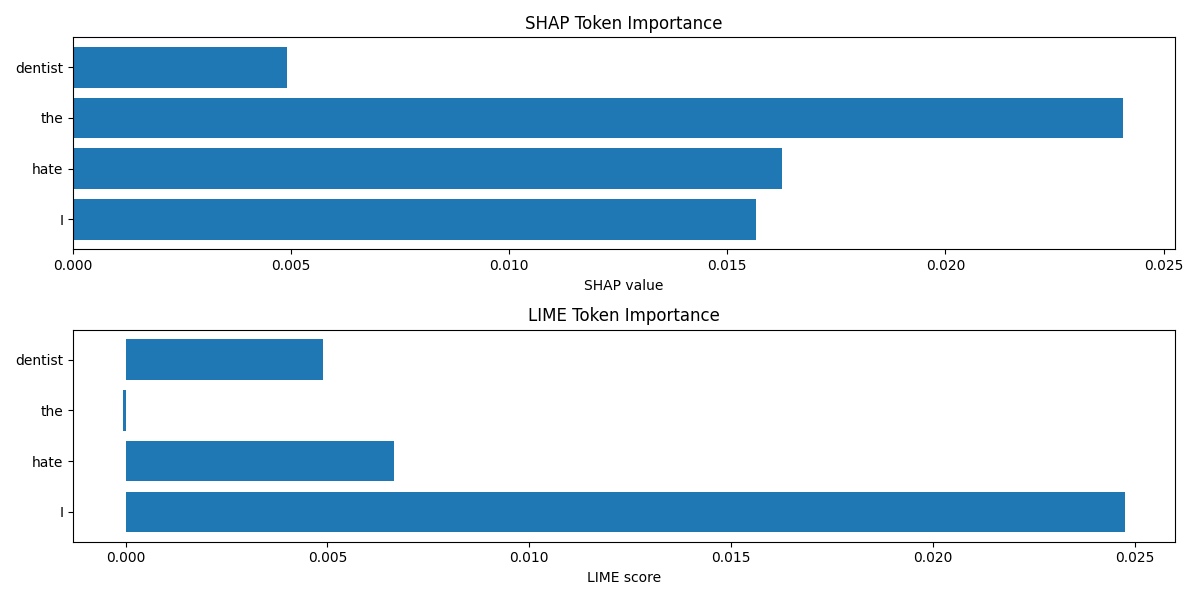 SHAP Token Importance
dentist
the
hate
I
0.000 0.005 0.010 0.015 0.020 0.025
SHAP value
LIME Token Importance
dentist
the
hate
I
0.000 0.005 0.010 0.015 0.020 0.025
LIME score